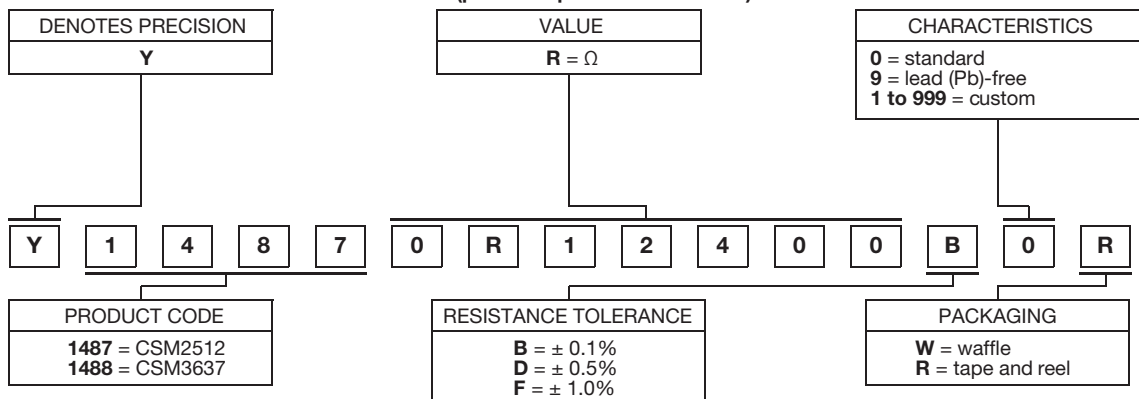 DENOTES PRECISION
Y
VALUE
R = Ω
CHARACTERISTICS
0 = standard
9 = lead (Pb)-free
1 to 999 = custom
Y 1 4 8 7 0 R 1 2 4 0 0 B 0 R
PRODUCT CODE
1487 = CSM2512
1488 = CSM3637
RESISTANCE TOLERANCE
B = ± 0.1%
D = ± 0.5%
F = ± 1.0%
PACKAGING
W = waffle
R = tape and reel